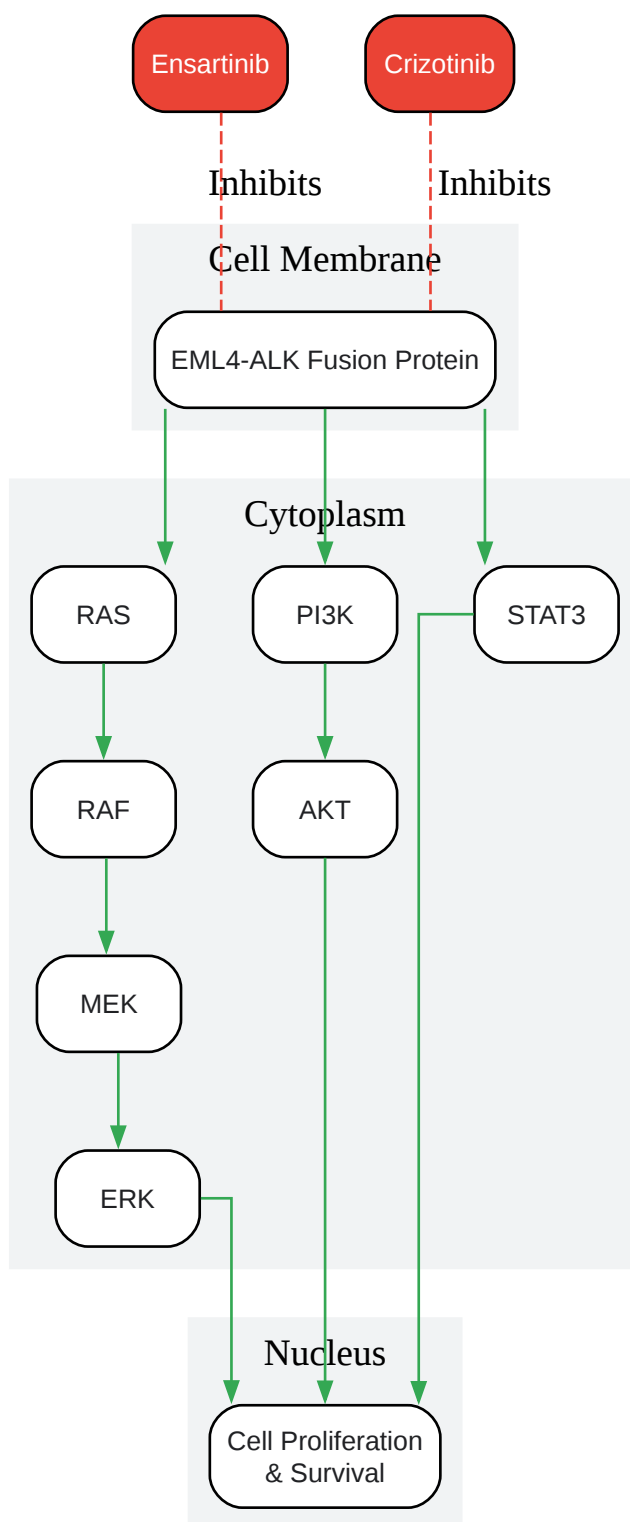 Ensartinib
Crizotinib
Inhibits
Inhibits
Cell Membrane
EML4-ALK Fusion Protein
Cytoplasm
RAS
PI3K
STAT3
RAF
AKT
MEK
ERK
Nucleus
Cell Proliferation
& Survival